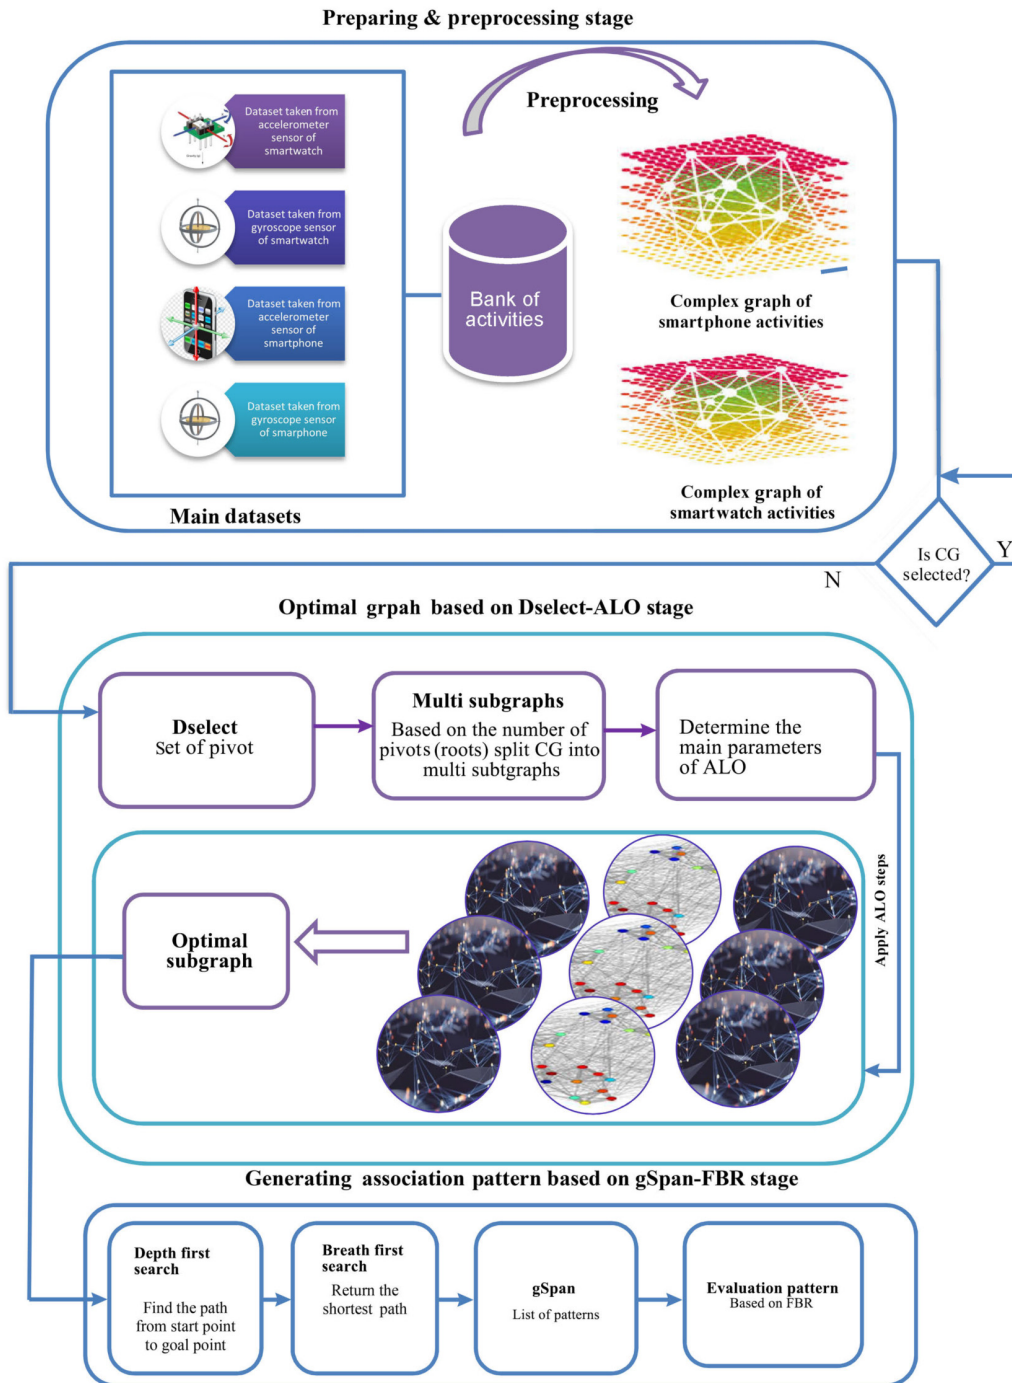 Preparing & preprocessing stage
Preprocessing
Dataset taken from
accelerometer
sensor of
smartwatch
Dataset taken from
gyroscope sensor
of smartwatch
Dataset taken from
accelerometer
sensor of
smartphone
Dataset taken from
gyroscope sensor
of smarphone
Main datasets
Bank of
activities
Complex graph of
smartphone activities
Complex graph of
smartwatch activities
Is CG
selected?
Y
N
Optimal grpah based on Dselect-ALO stage
Dselect
Set of pivot
Multi subgraphs
Based on the number of
pivots (roots) split CG into
multi subtgraphs
Determine the
main parameters
of ALO
Apply ALO steps
Optimal
subgraph
Generating association pattern based on gSpan-FBR stage
Depth first
search
Find the path
from start point
to goal point
Breath first
search
Return the
shortest path
gSpan
List of patterns
Evaluation pattern
Based on FBR